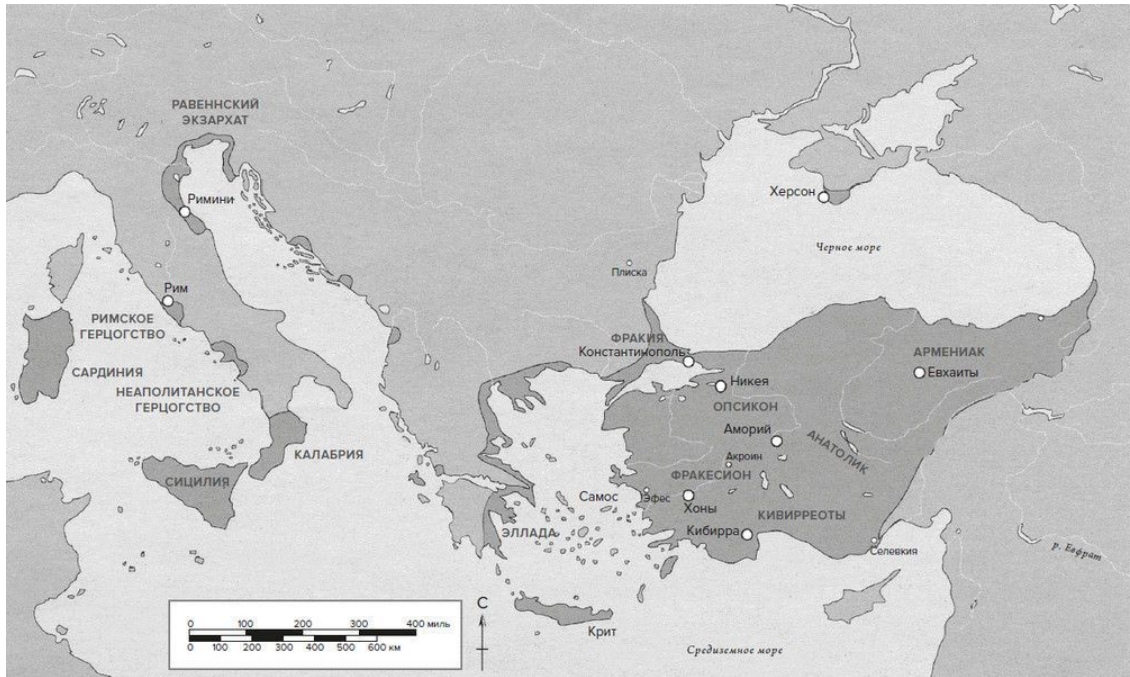 РАВЕННСКИЙ
ЭКЗАРХАТ
Римини
Херсон
Черное море
Плиска
Рим
РИМСКОЕ
ГЕРЦОГСТВО
САРДИНИЯ
НЕАПОЛИТАНСКОЕ
ГЕРЦОГСТВО
ФРАКИЯ
Константинополь
АРМЕНИАК
Евхаиты
Никея
ОПСИКОН
Аморий
АНАТОЛИК
Акроин
КАЛАБРИЯ
СИЦИЛИЯ
ФРАКЕСИОН
Самос
Эфес
Хоны
ЭЛЛАДА
Кибирра
КИВИРРЕОТЫ
Селевкия
р. Евфрат
0 100 200 300 400 миль
0 100 200 300 400 500 600 км
С
Крит
Средиземное море